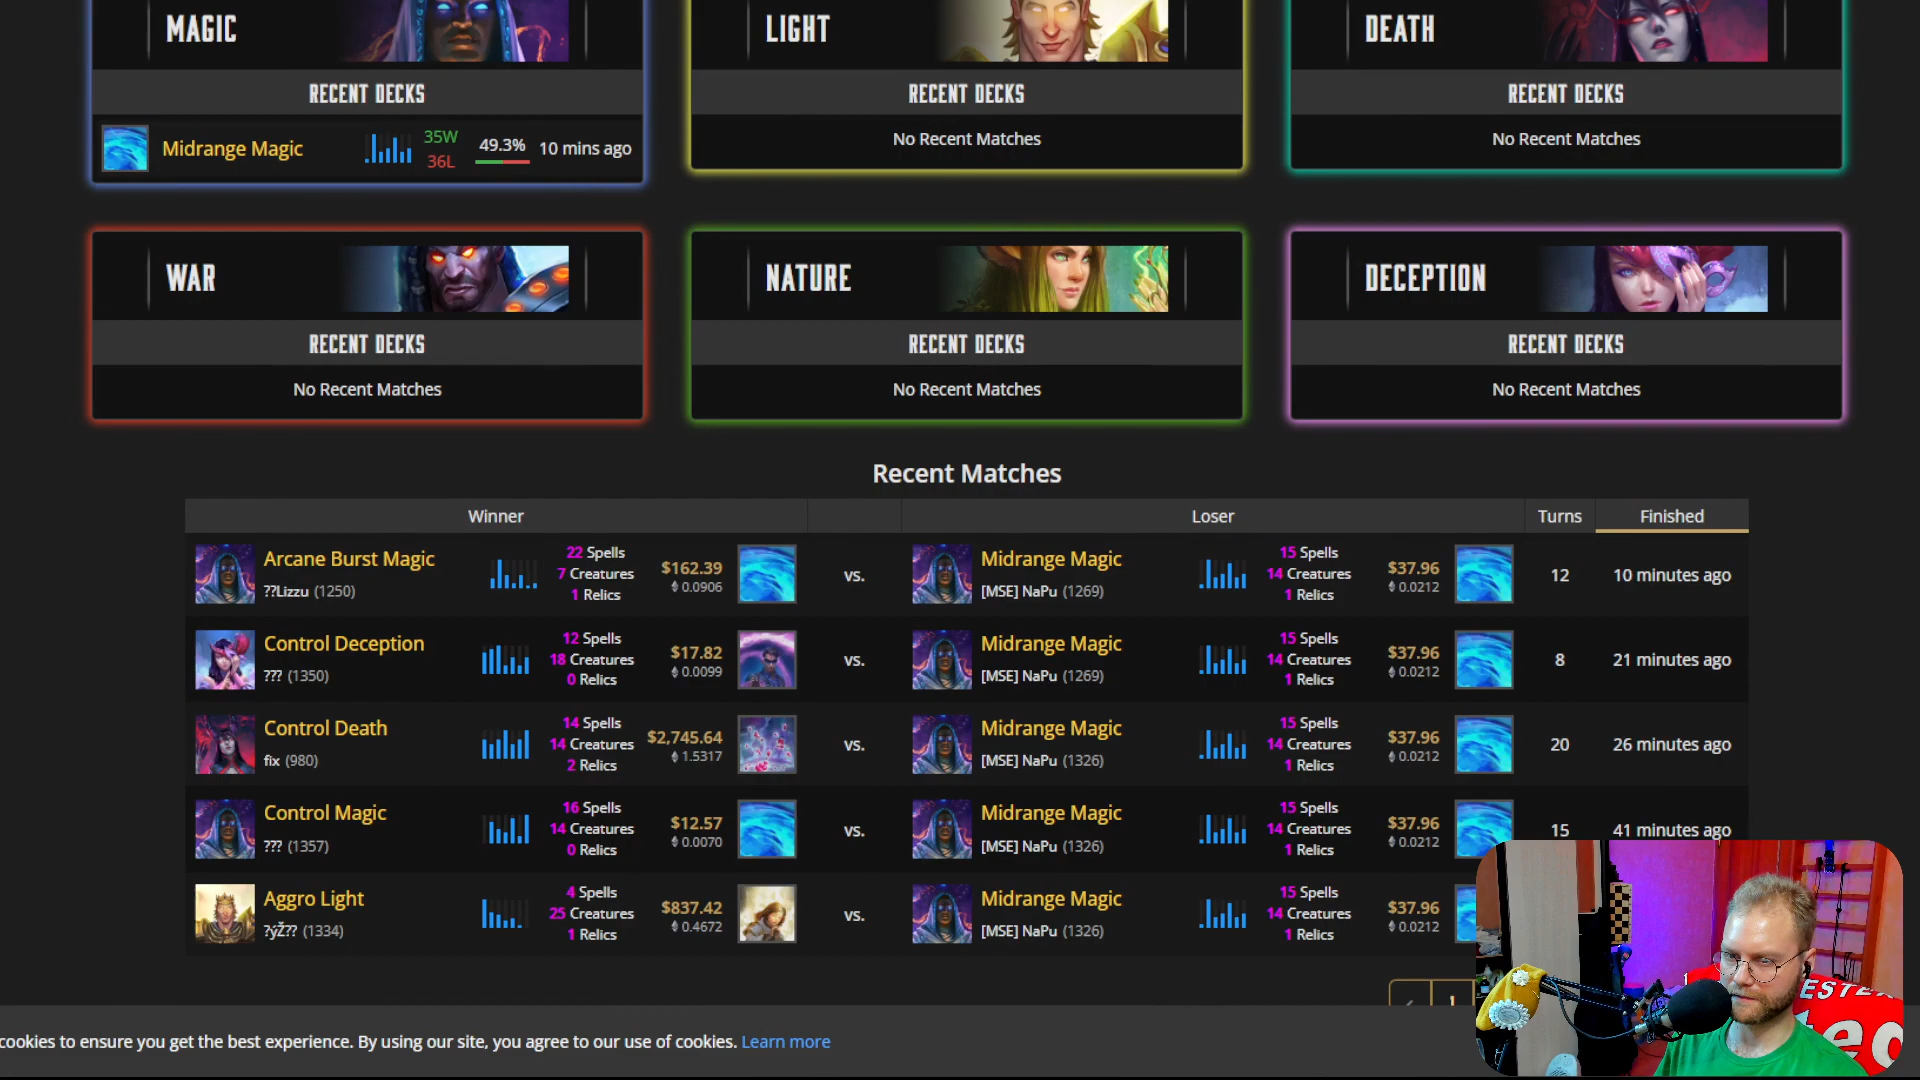 MAGIC
LIGHT
DEATH
RECENT DECKS
RECENT DECKS
RECENT DECKS
Midrange Magic 35W 36L 49.3% 10 mins ago
No Recent Matches
No Recent Matches
WAR
NATURE
DECEPTION
RECENT DECKS
RECENT DECKS
RECENT DECKS
No Recent Matches
No Recent Matches
No Recent Matches
Recent Matches
Winner Loser Turns Finished
Arcane Burst Magic
??Lizzu (1250)
22 Spells
7 Creatures
1 Relics
$162.39
0.0906
vs.
Midrange Magic
[MSE] NaPu (1269)
15 Spells
14 Creatures
1 Relics
$37.96
0.0212
12
10 minutes ago
Control Deception
??? (1350)
12 Spells
18 Creatures
0 Relics
$17.82
0.0099
vs.
Midrange Magic
[MSE] NaPu (1269)
15 Spells
14 Creatures
1 Relics
$37.96
0.0212
8
21 minutes ago
Control Death
fix (980)
14 Spells
14 Creatures
2 Relics
$2,745.64
1.5317
vs.
Midrange Magic
[MSE] NaPu (1326)
15 Spells
14 Creatures
1 Relics
$37.96
0.0212
20
26 minutes ago
Control Magic
??? (1357)
16 Spells
14 Creatures
0 Relics
$12.57
0.0070
vs.
Midrange Magic
[MSE] NaPu (1326)
15 Spells
14 Creatures
1 Relics
$37.96
0.0212
15
41 minutes ago
Aggro Light
?ýŽ?? (1334)
4 Spells
25 Creatures
1 Relics
$837.42
0.4672
vs.
Midrange Magic
[MSE] NaPu (1326)
15 Spells
14 Creatures
1 Relics
$37.96
0.0212
1
cookies to ensure you get the best experience. By using our site, you agree to our use of cookies. Learn more